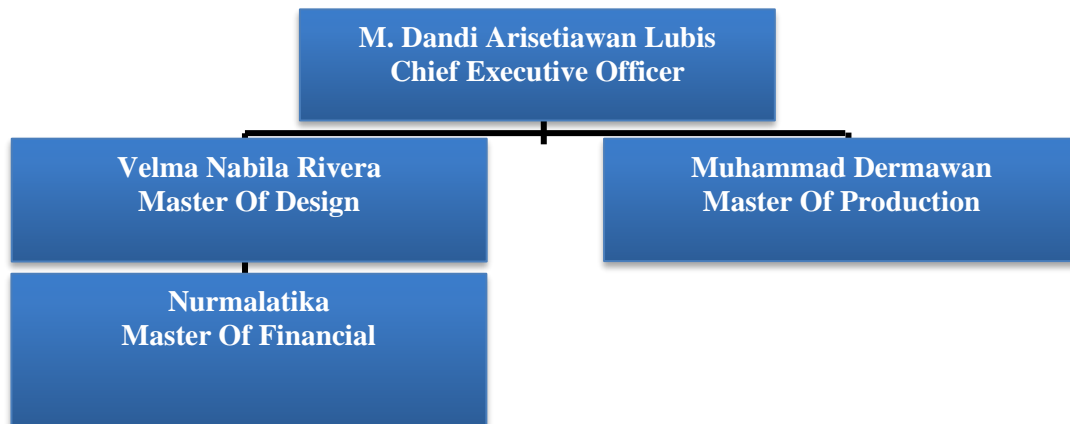 M. Dandi Arisetiawan Lubis
Chief Executive Officer
Velma Nabila Rivera
Master Of Design
Muhammad Dermawan
Master Of Production
Nurmalatika
Master Of Financial